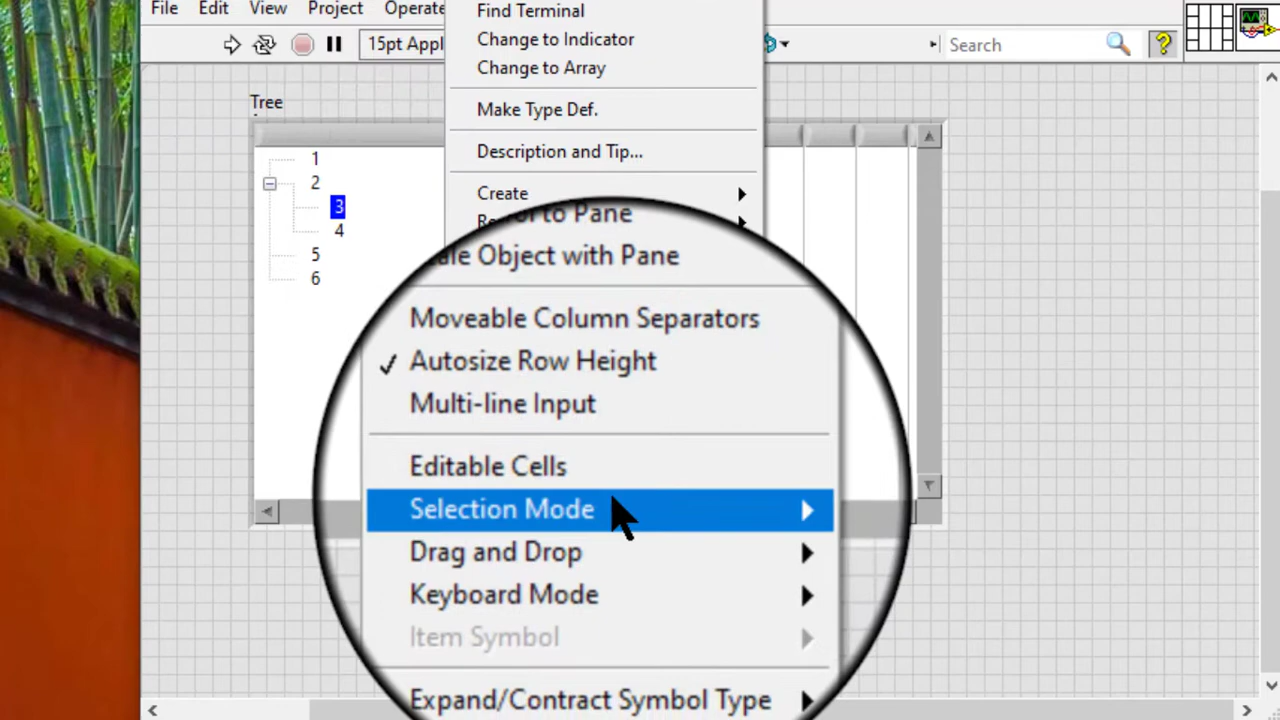 File Edit View Project Operate
15pt Appl
Search
?
Find Terminal
Change to Indicator
Change to Array
Make Type Def.
Description and Tip...
Create
to Pane
Object with Pane
Moveable Column Separators
Autosize Row Height
Multi-line Input
Editable Cells
Selection Mode
Drag and Drop
Keyboard Mode
Item Symbol
Expand/Contract Symbol Type
Tree
1
2
3
4
5
6